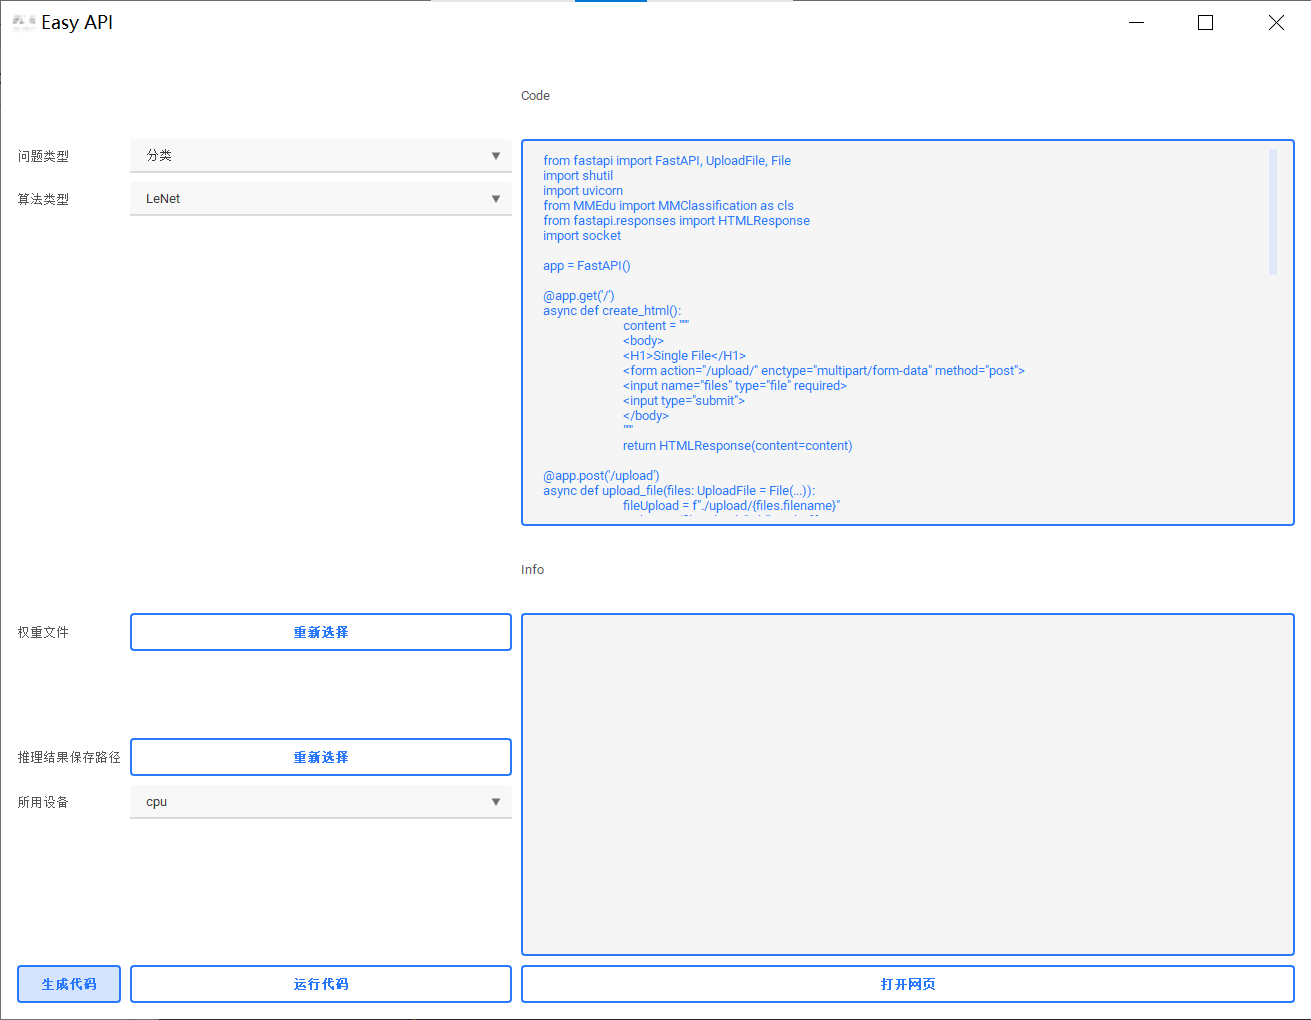 Easy API
Code
问题类型
分类
算法类型
LeNet
from fastapi import FastAPI, UploadFile, File
import shutil
import uvicorn
from MMEdu import MMClassification as cls
from fastapi.responses import HTMLResponse
import socket
app = FastAPI()
@app.get('/')
async def create_html():
content = """
<body>
<H1>Single File</H1>
<form action="/upload/" enctype="multipart/form-data" method="post">
<input name="files" type="file" required>
<input type="submit">
</body>
"""
return HTMLResponse(content=content)
@app.post('/upload')
async def upload_file(files: UploadFile = File(...)):
fileUpload = f"./upload/{files.filename}"
Info
权重文件
重新选择
推理结果保存路径
重新选择
所用设备
cpu
生成代码
运行代码
打开网页